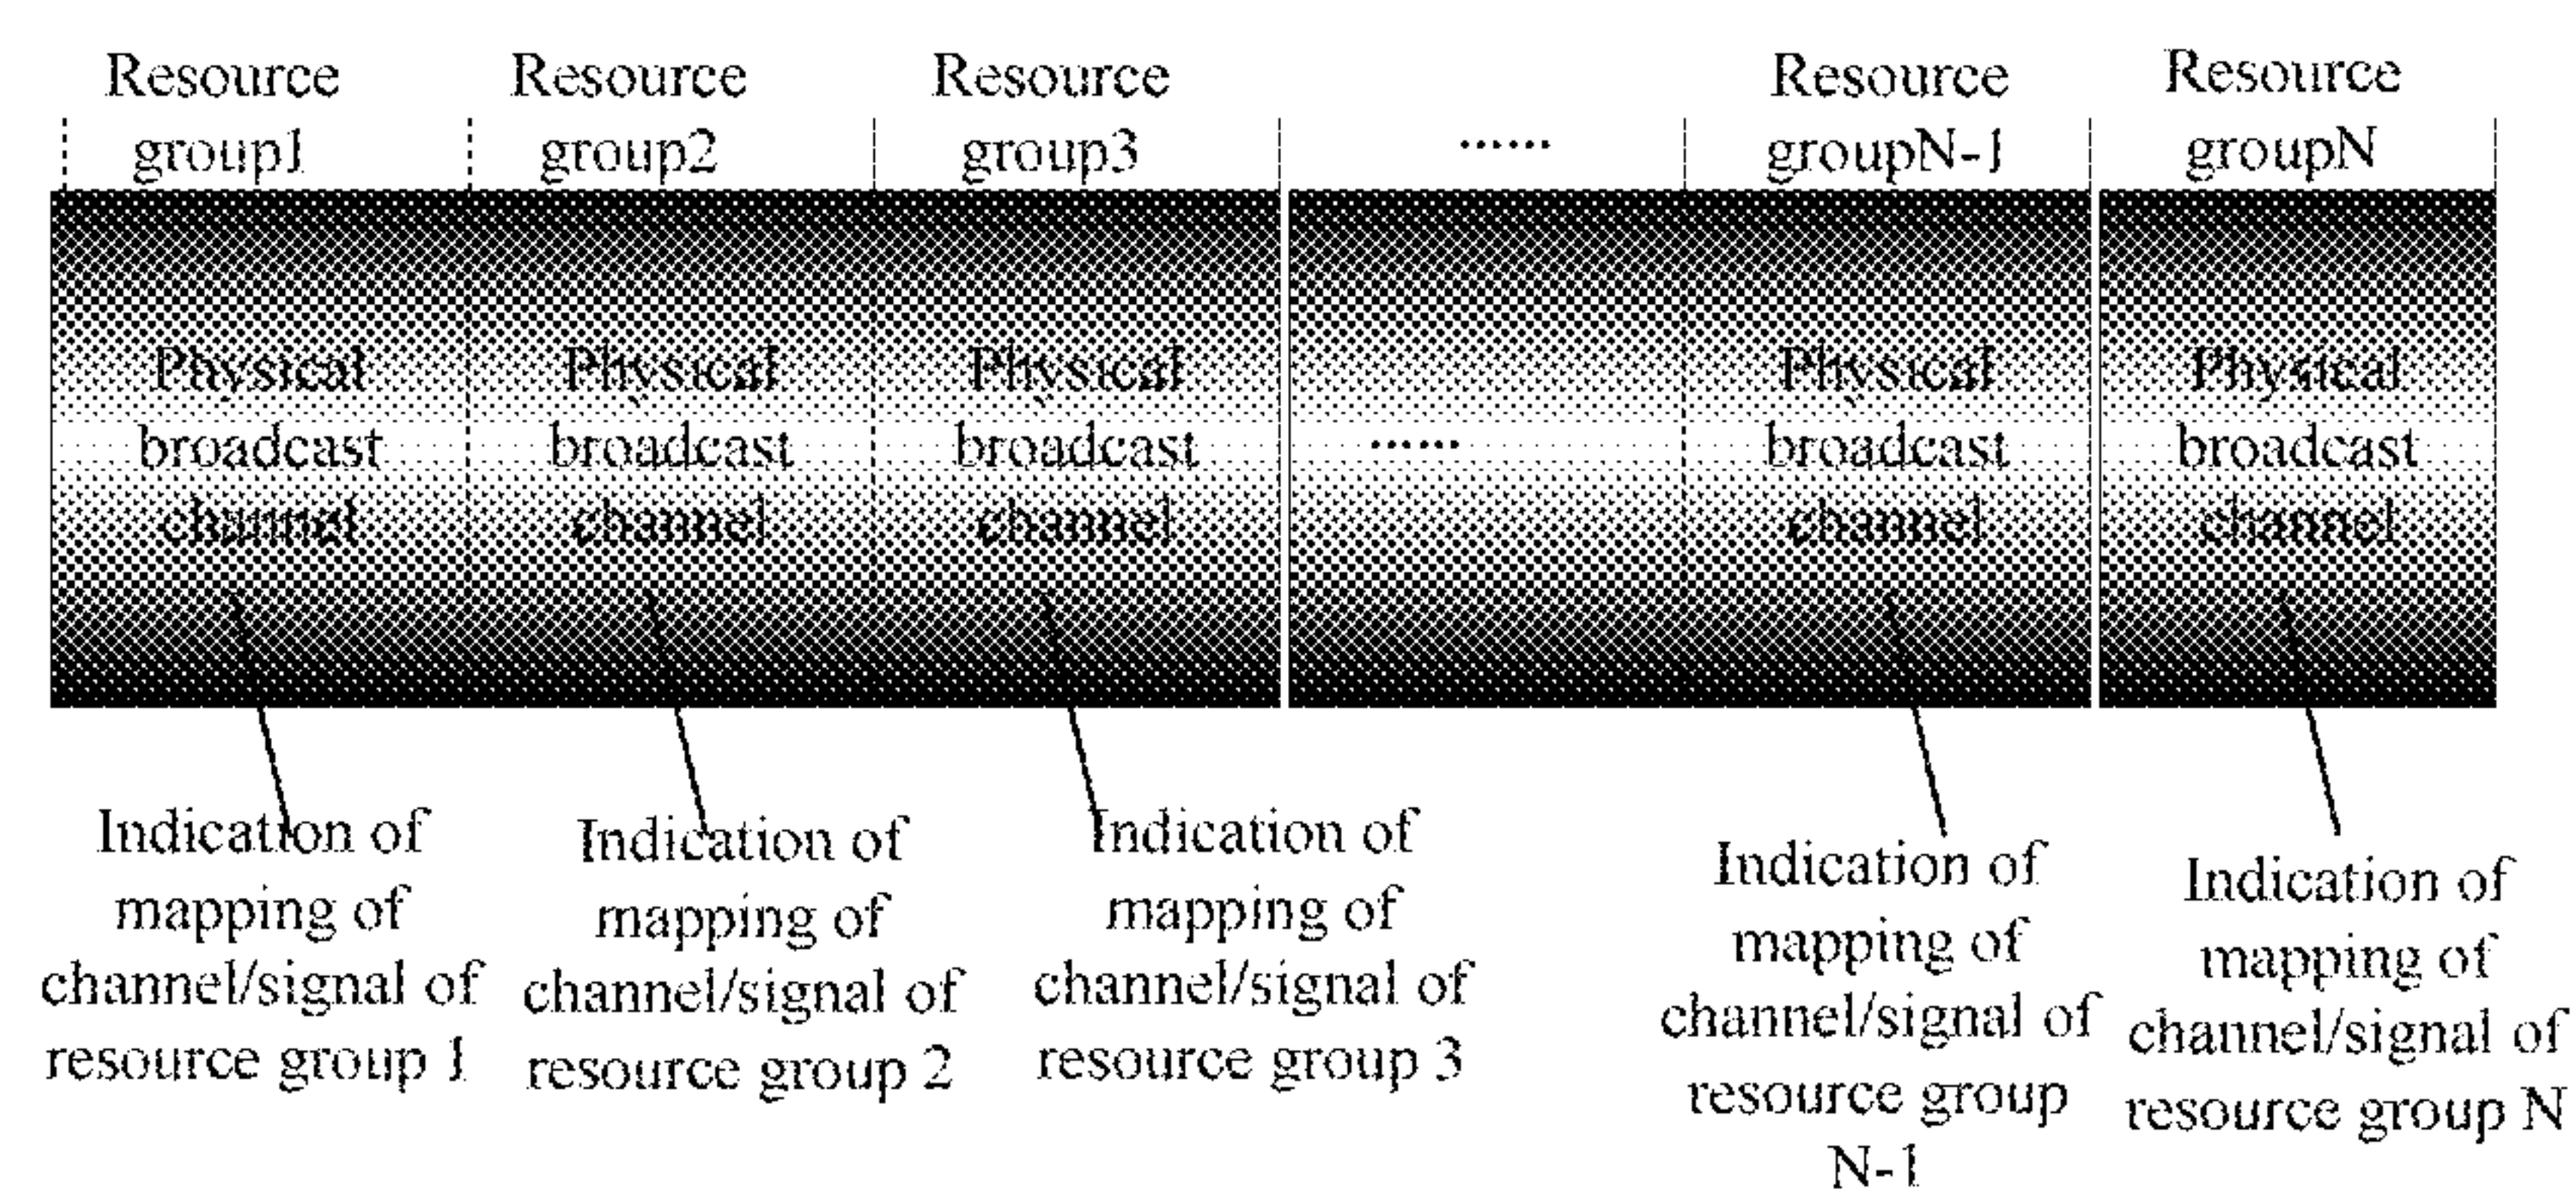 Resource
group1
Resource
group2
Resource
group3
......
Resource
groupN-1
Resource
groupN
Physical
broadcast
channel
Physical
broadcast
channel
Physical
broadcast
channel
......
Physical
broadcast
channel
Physical
broadcast
channel
Indication of
mapping of
channel/signal of
resource group 1
Indication of
mapping of
channel/signal of
resource group 2
Indication of
mapping of
channel/signal of
resource group 3
Indication of
mapping of
channel/signal of
resource group
N-1
Indication of
mapping of
channel/signal of
resource group N